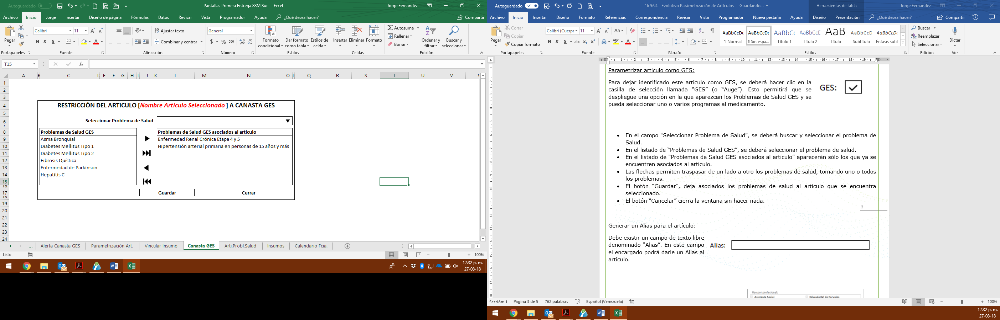 Autoguardado
Pantallas Primera Entrega SSM Sur - Excel
Jorge Fernandez
Archivo Inicio Jorge Insertar Diseño de página Fórmulas Datos Revisar Vista Programador Ayuda ¿Qué desea hacer? Compartir
Calibri 11 Ajustar texto General Autosuma
Pegar N K S Combinar y centrar $ % 000 Formato condicional Dar formato como tabla Estilos de celda Insertar Eliminar Formato Rellenar Borrar Ordenar y filtrar Buscar y seleccionar
Portapapeles Fuente Alineación Número Estilos Celdas Edición
T15 fx
A B C D E F G H I J K L M N O P Q R S T U V
1
2
3
4 RESTRICCIÓN DEL ARTICULO [Nombre Artículo Seleccionado ] A CANASTA GES
5
6 Seleccionar Problema de Salud
7
8 Problemas de Salud GES Problemas de Salud GES asociados al artículo
9 Asma Bronquial Enfermedad Renal Crónica Etapa 4 y 5
10 Diabetes Mellitus Tipo 1 Hipertensión arterial primaria en personas de 15 años y más
11 Diabetes Mellitus Tipo 2
12 Fibrosis Quística
13 Enfermedad de Parkinson
14 Hepatitis C
15
16
17 Guardar Cerrar
18
19
20
21
22
23
24
... Alerta Canasta GES Parametrización Art. Vincular Insumo Canasta GES Arti.Probl.Salud Insumos Calendario Fcia.
Listo 100%
12:32 p. m.
27-08-18
Autoguardado
167694 - Evolutivo Parámetrización de Artículos - Guardando...
Herramientas de tabla
Jorge Fernandez
Archivo Inicio Insertar Diseño Formato Referencias Correspondencia Revisar Vista Programador Nueva pestaña Ayuda Diseño Presentación ¿Qué desea hacer? Compartir
Pegar Cortar Copiar Copiar formato
Calibri (Cuerpo 11 Aa
N K S abc x₂ x²
AaBbCcDc AaBbCcDc AaBbCc AaBbCcE AaB AaBbCcD AaBbCcDc
¶ Normal ¶ Sin espa... Título 1 Título 2 Título Subtítulo Énfasis sutil
Buscar
Reemplazar
Seleccionar
Dictar
Portapapeles Fuente Párrafo Estilos Edición Voz
1 2 3 4 5 6 7 8 9 10 11 12 13 14 15 16 17 18 19
Parametrizar artículo como GES:
Para dejar identificado este artículo como GES, se deberá hacer clic en la
casilla de selección llamada “GES” (o “Auge”). Esto permitirá que se
despliegue una opción en la que aparezcan los Problemas de Salud GES y se
pueda seleccionar uno o varios programas al medicamento.
GES:
• En el campo “Seleccionar Problema de Salud”, se deberá buscar y seleccionar el problema de
Salud.
• En el listado de “Problemas de Salud GES”, se deberá seleccionar el problema de salud.
• En el listado de “Problemas de Salud GES asociados al artículo” aparecerán sólo los que ya se
encuentren asociados al artículo.
• Las flechas permiten traspasar de un lado a otro los problemas de salud, tomando uno o todos
los problemas.
• El botón “Guardar”, deja asociados los problemas de salud al artículo que se encuentra
seleccionado.
• El botón “Cancelar” cierra la ventana sin hacer nada.
3
Generar un Alias para el artículo:
Debe existir un campo de texto libre
denominado “Alias”. En este campo
el encargado podrá darle un Alias al
artículo.
Alias:
Uso por profesional:
Asistente Social Educador(a) de Párvulos
Sección: 1 Página 3 de 5 762 palabras Español (Venezuela) 100%
12:32 p. m.
27-08-18